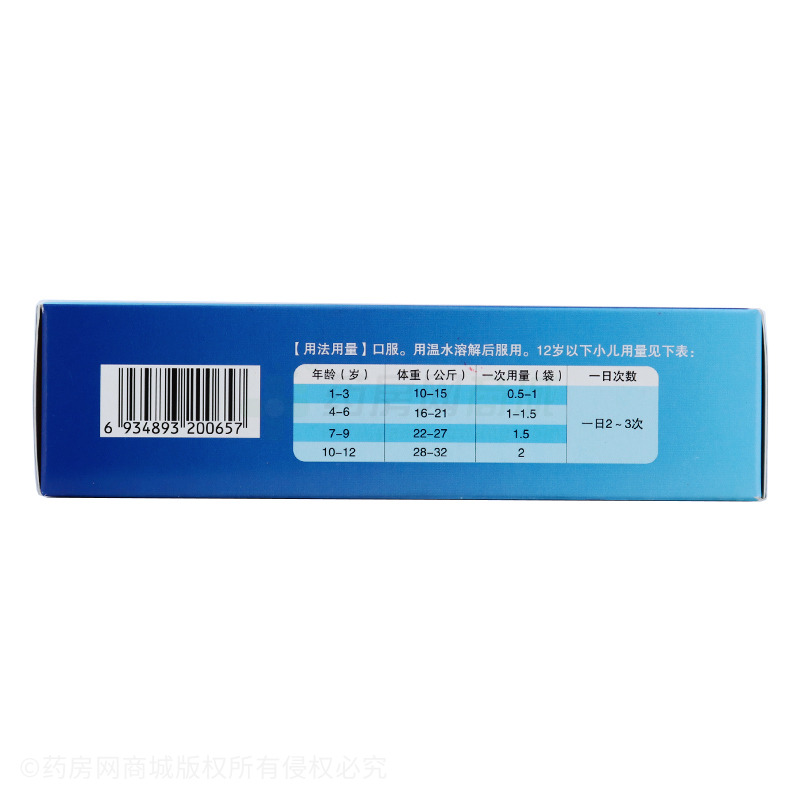 【用法用量】口服。用温水溶解后服用。12岁以下小儿用量见下表：
年龄（岁） 体重（公斤） 一次用量（袋） 一日次数
1-3 10-15 0.5-1
4-6 16-21 1-1.5
一日2~3次
7-9 22-27 1.5
10-12 28-32 2
6 934893 200657
©药房网商城版权所有侵权必究